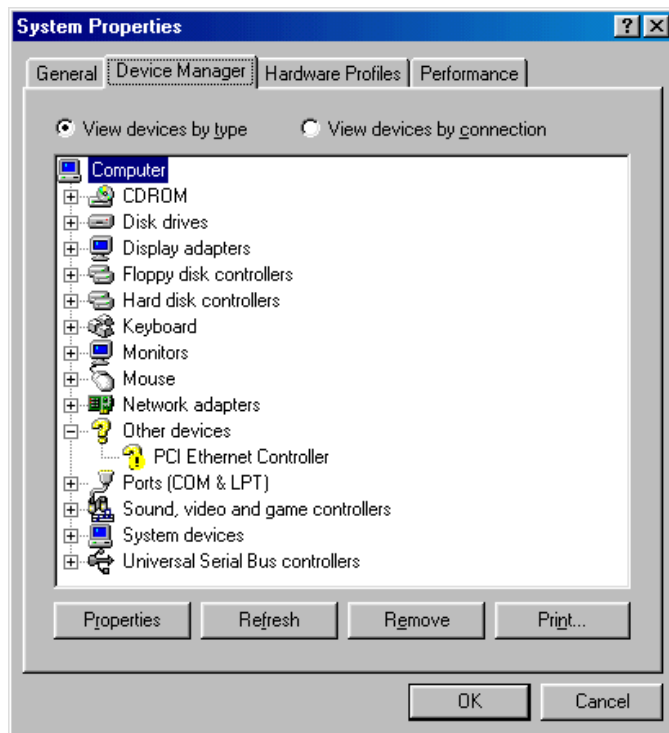 System Properties
General Device Manager Hardware Profiles Performance
View devices by type View devices by connection
Computer
CDROM
Disk drives
Display adapters
Floppy disk controllers
Hard disk controllers
Keyboard
Monitors
Mouse
Network adapters
Other devices
PCI Ethernet Controller
Ports (COM & LPT)
Sound, video and game controllers
System devices
Universal Serial Bus controllers
Properties Refresh Remove Print...
OK Cancel